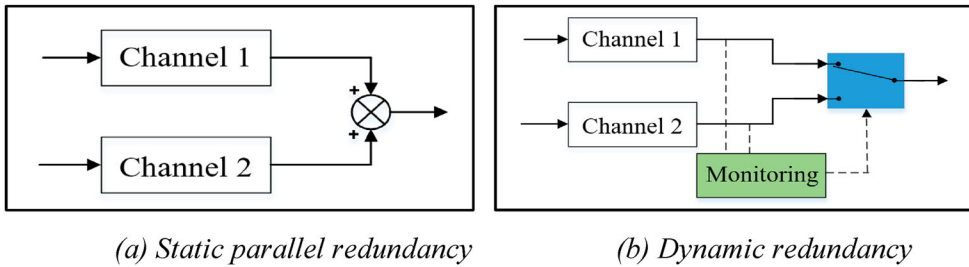 Channel 1
+
+
Channel 2
(a) Static parallel redundancy
Channel 1
Channel 2
Monitoring
(b) Dynamic redundancy